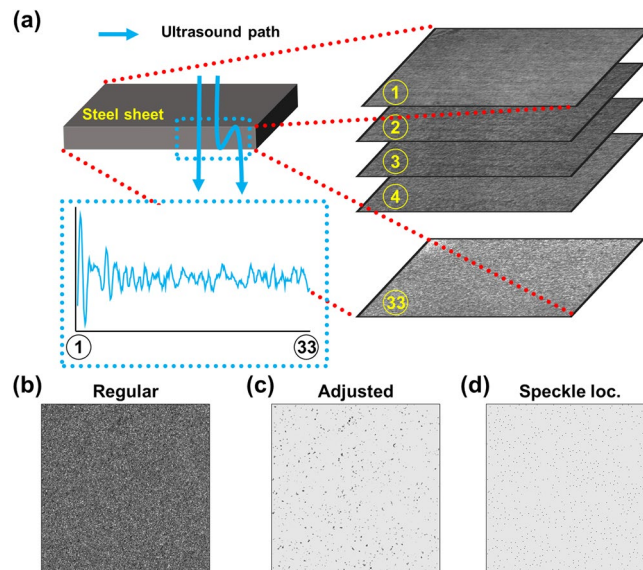 (a)
Ultrasound path
Steel sheet
1
2
3
4
33
1
33
(b) Regular
(c) Adjusted
(d) Speckle loc.